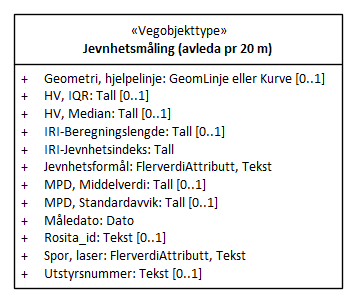 «Vegobjekttype»
Jevnhetsmåling (avleda pr 20 m)
+ Geometri, hjelpelinje: GeomLinje eller Kurve [0..1]
+ HV, IQR: Tall [0..1]
+ HV, Median: Tall [0..1]
+ IRI-Beregningslengde: Tall [0..1]
+ IRI-Jevnhetsindeks: Tall
+ Jevnhetsformål: FlerverdiAttributt, Tekst
+ MPD, Middelverdi: Tall [0..1]
+ MPD, Standardavvik: Tall [0..1]
+ Måledato: Dato
+ Rosita_id: Tekst [0..1]
+ Spor, laser: FlerverdiAttributt, Tekst
+ Utstyrsnummer: Tekst [0..1]